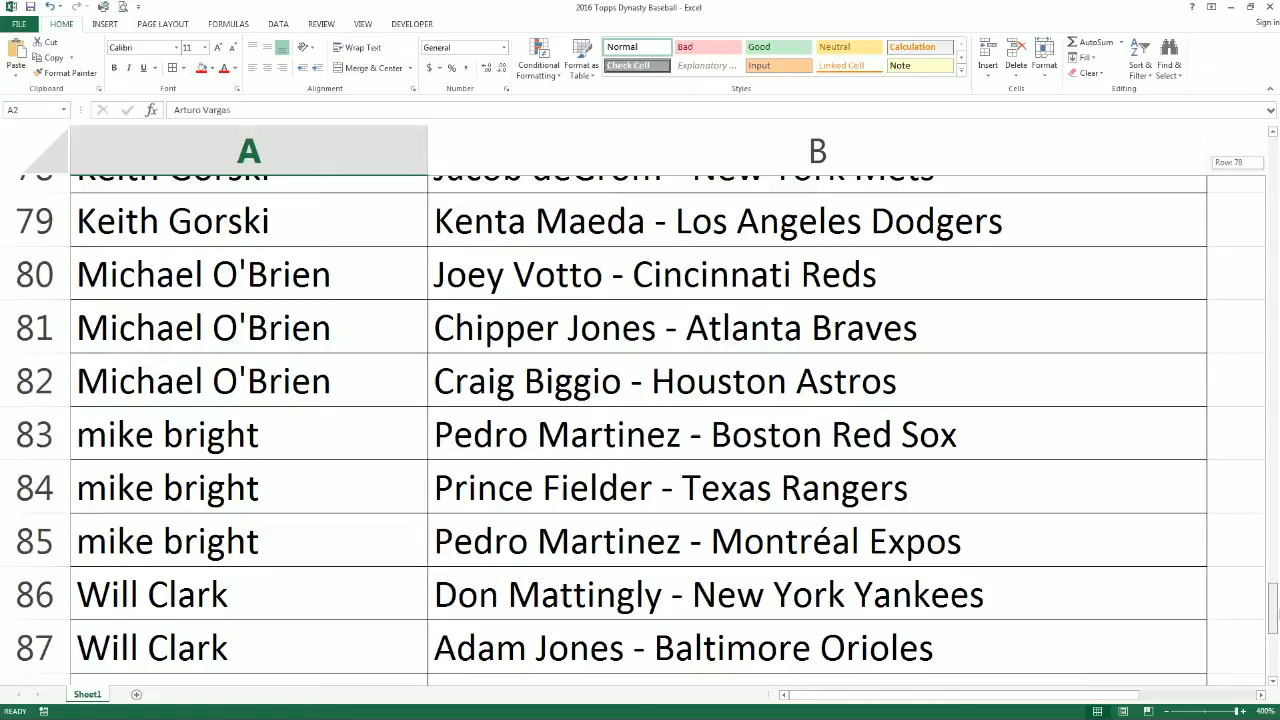 2016 Topps Dynasty Baseball - Excel
Sign in
FILE HOME INSERT PAGE LAYOUT FORMULAS DATA REVIEW VIEW DEVELOPER
Paste
Cut
Copy
Format Painter
Clipboard
Calibri 11
B I U
Font
Wrap Text
Merge & Center
Alignment
General
$ % ,
Number
Conditional Formatting
Format as Table
Normal Bad Good Neutral Calculation
Check Cell Explanatory ... Input Linked Cell Note
Styles
Insert Delete Format
Cells
AutoSum
Fill
Clear
Sort & Filter
Find & Select
Editing
A2 fx Arturo Vargas
A B
Row: 78
Keith Gorski Jacob deGrom - New York Mets
79 Keith Gorski Kenta Maeda - Los Angeles Dodgers
80 Michael O'Brien Joey Votto - Cincinnati Reds
81 Michael O'Brien Chipper Jones - Atlanta Braves
82 Michael O'Brien Craig Biggio - Houston Astros
83 mike bright Pedro Martinez - Boston Red Sox
84 mike bright Prince Fielder - Texas Rangers
85 mike bright Pedro Martinez - Montréal Expos
86 Will Clark Don Mattingly - New York Yankees
87 Will Clark Adam Jones - Baltimore Orioles
Sheet1
READY
400%